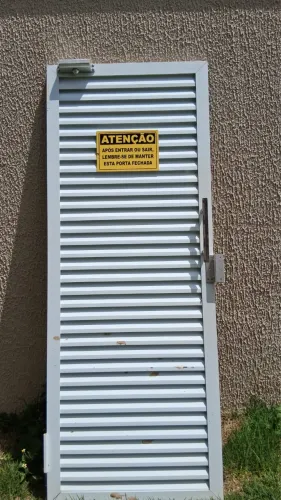 ATENÇÃO
APÓS ENTRAR OU SAIR,
LEMBRE-SE DE MANTER
ESTA PORTA FECHADA